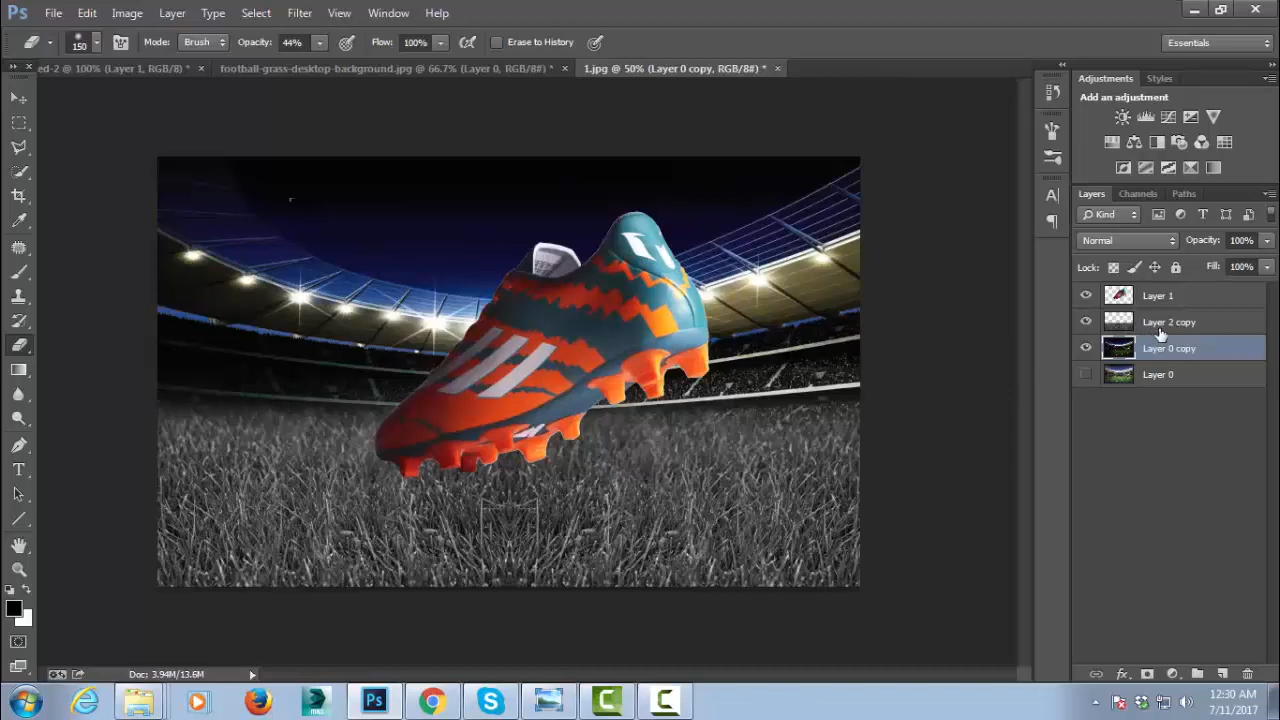 Ps File Edit Image Layer Type Select Filter View Window Help
150 Mode: Brush Opacity: 44% Flow: 100% Erase to History Essentials
ed-2 @ 100% (Layer 1, RGB/8) * × football-grass-desktop-background.jpg @ 66.7% (Layer 0, RGB/8#) * × 1.jpg @ 50% (Layer 0 copy, RGB/8#) * ×
Adjustments Styles
Add an adjustment
Layers Channels Paths
Kind
Normal Opacity: 100%
Lock: Fill: 100%
Layer 1
Layer 2 copy
Layer 0 copy
Layer 0
Doc: 3.94M/13.6M
12:30 AM
7/11/2017